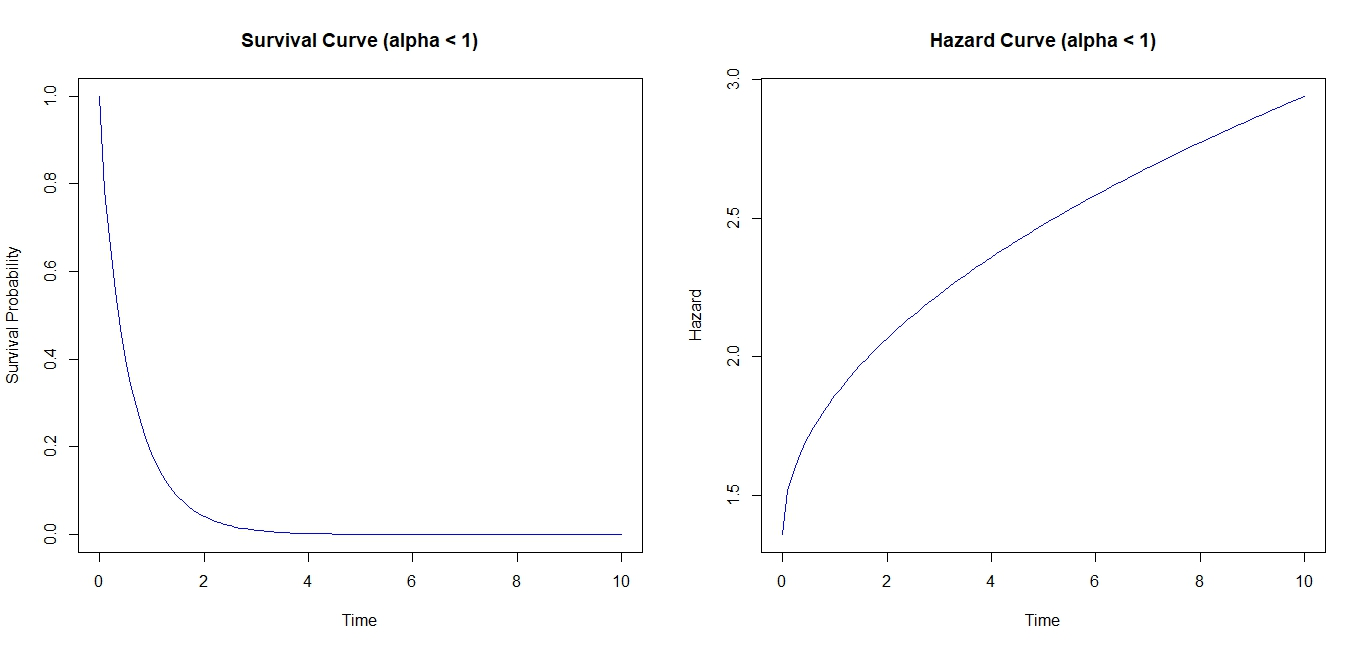 Survival Curve (alpha < 1)
Survival Probability
1.0
0.8
0.6
0.4
0.2
0.0
0 2 4 6 8 10
Time
Hazard Curve (alpha < 1)
Hazard
3.0
2.5
2.0
1.5
0 2 4 6 8 10
Time